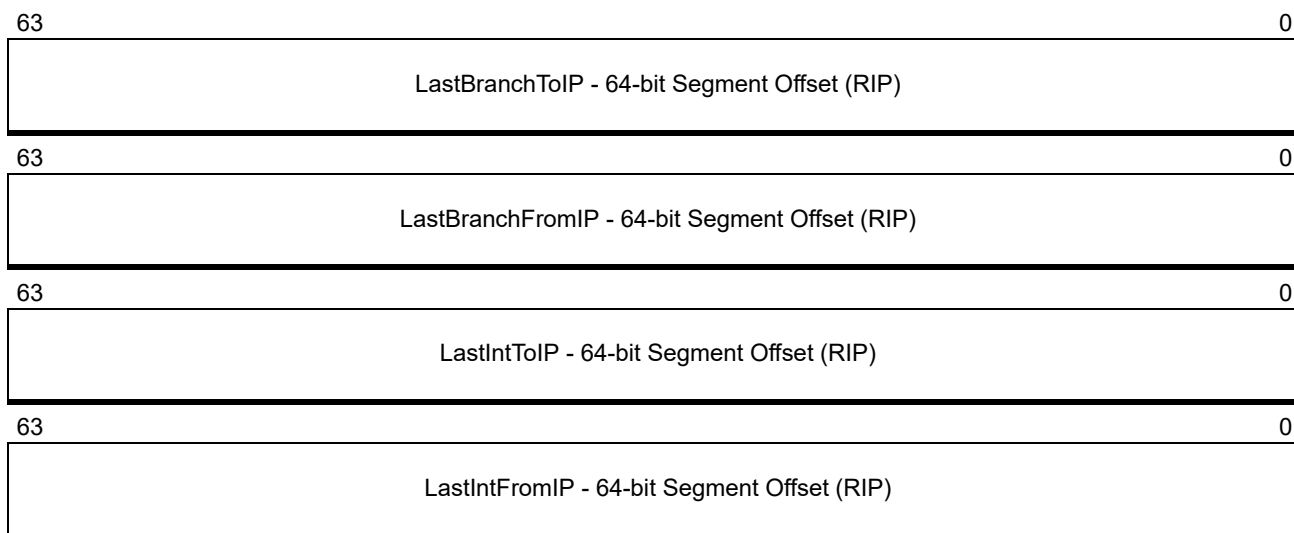 63 0
LastBranchToIP - 64-bit Segment Offset (RIP)
63 0
LastBranchFromIP - 64-bit Segment Offset (RIP)
63 0
LastIntToIP - 64-bit Segment Offset (RIP)
63 0
LastIntFromIP - 64-bit Segment Offset (RIP)